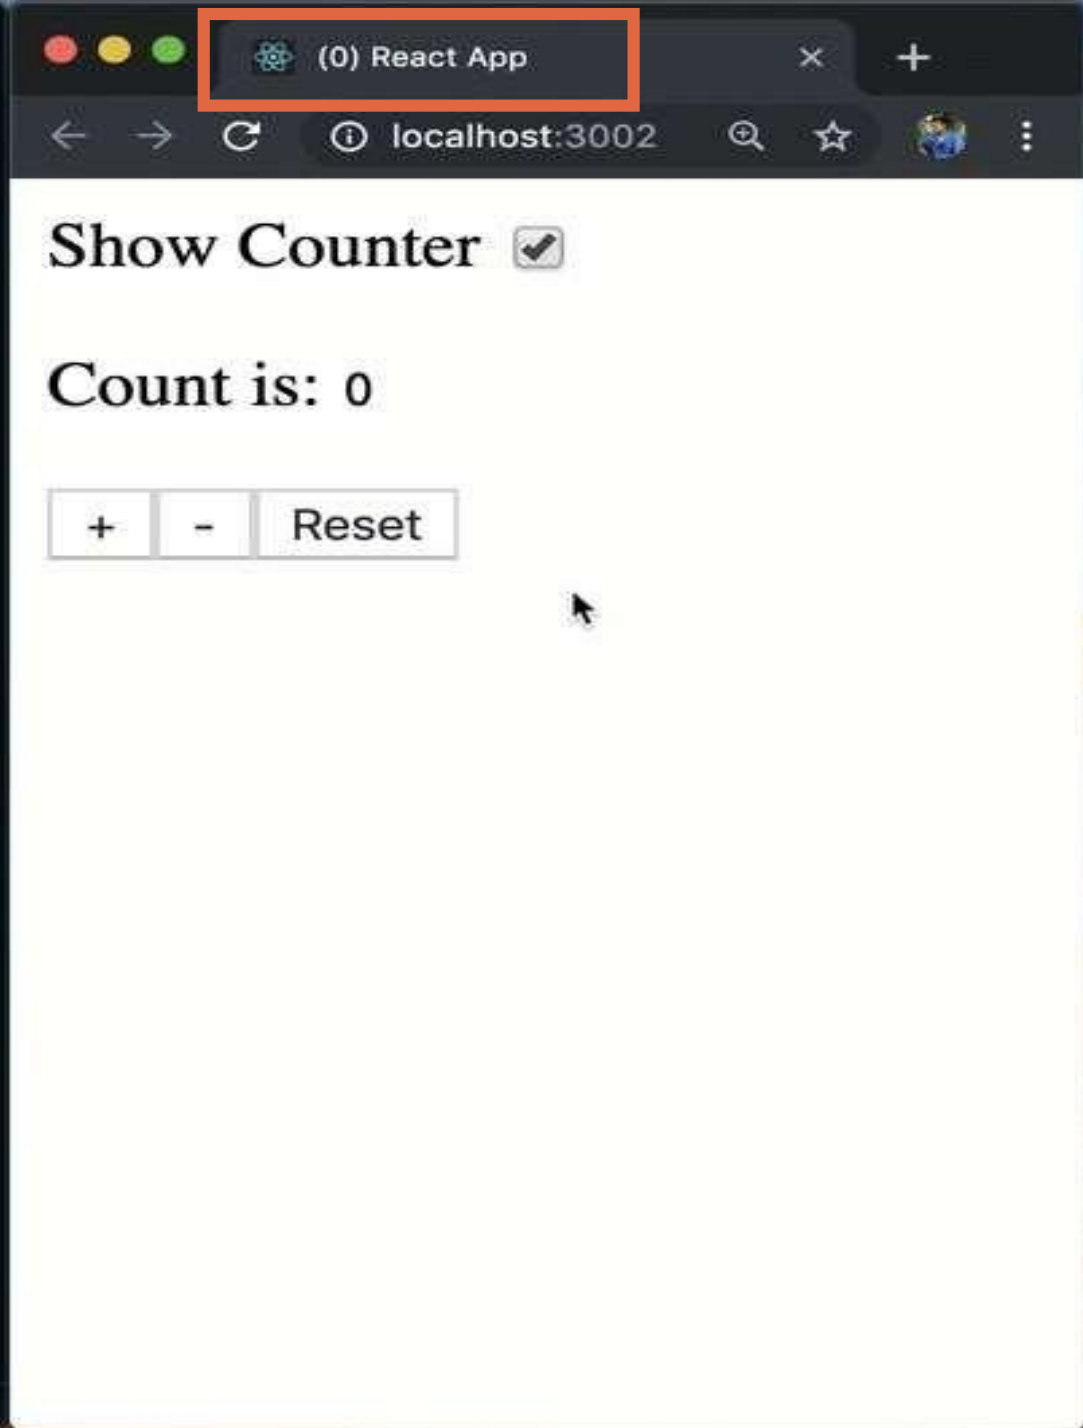 (0) React App
localhost:3002
Show Counter
Count is: 0
+ - Reset